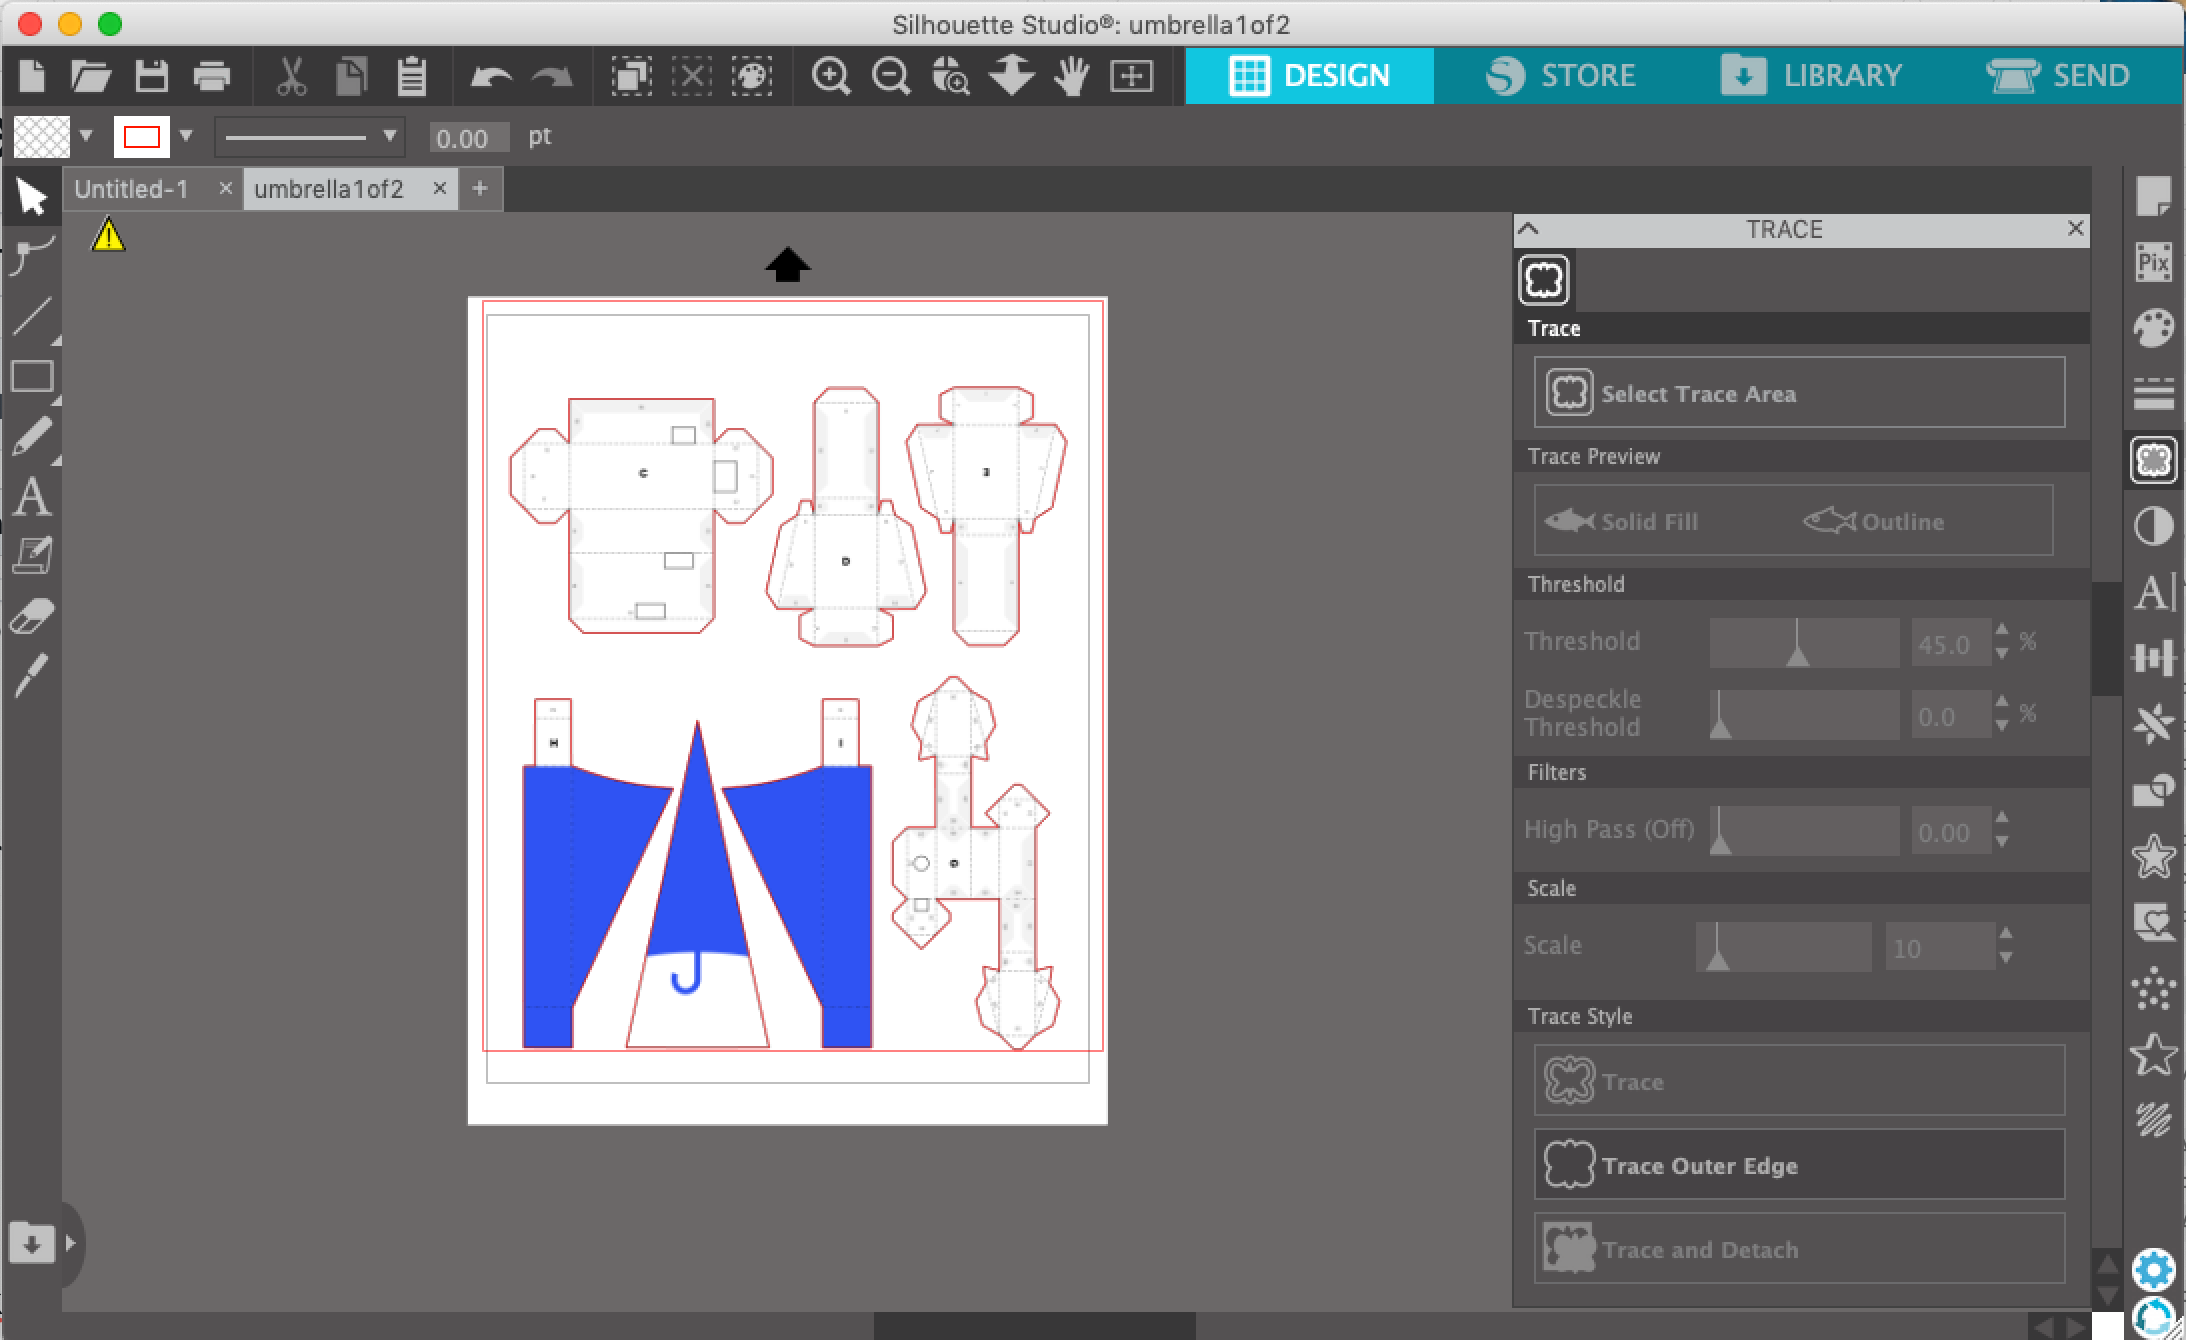 Silhouette Studio®: umbrella1of2
DESIGN
STORE
LIBRARY
SEND
0.00 pt
Untitled-1
umbrella1of2
TRACE
Pix
Trace
Select Trace Area
Trace Preview
Solid Fill
Outline
Threshold
Threshold 45.0 %
Despeckle
Threshold 0.0 %
Filters
High Pass (Off) 0.00
Scale
Scale 10
Trace Style
Trace
Trace Outer Edge
Trace and Detach
C
D
H
I